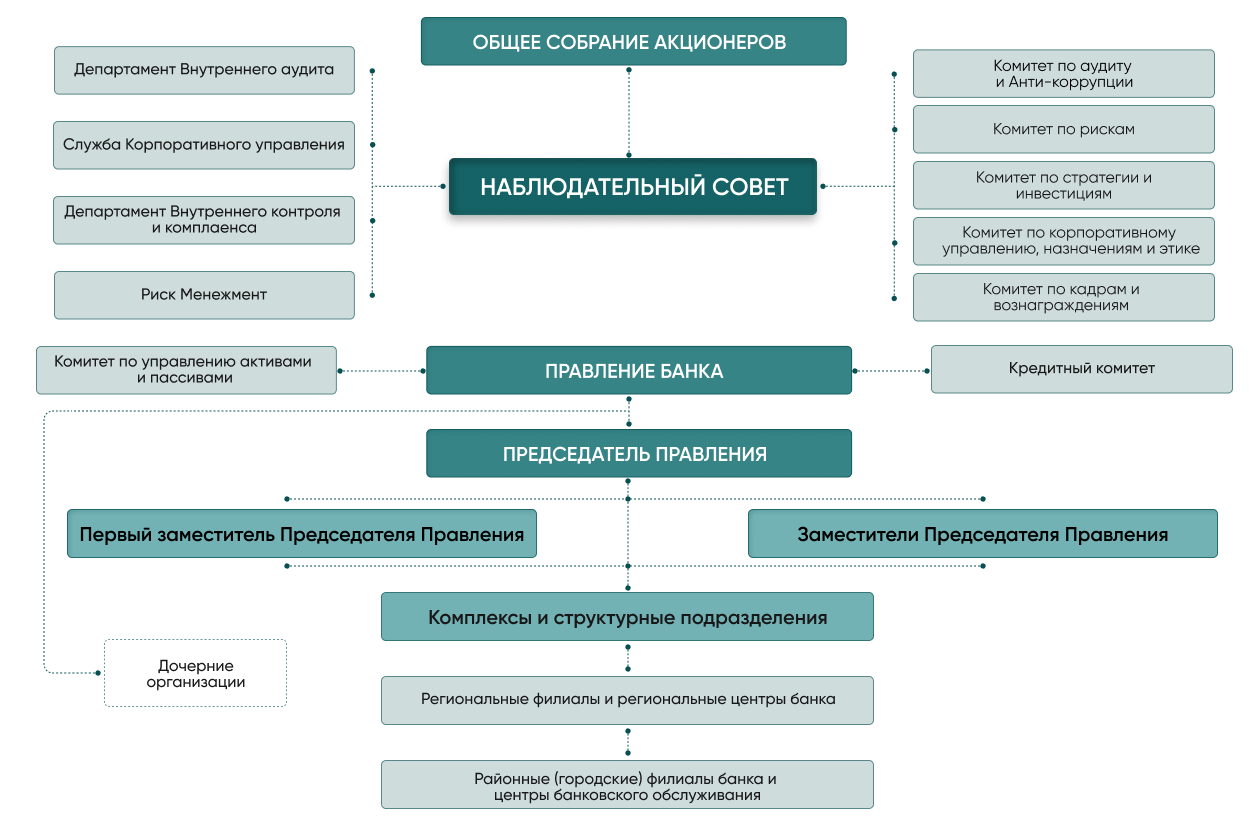 ОБЩЕЕ СОБРАНИЕ АКЦИОНЕРОВ
Департамент Внутреннего аудита
Служба Корпоративного управления
Департамент Внутреннего контроля
и комплаенса
Риск Менежмент
НАБЛЮДАТЕЛЬНЫЙ СОВЕТ
Комитет по аудиту
и Анти-коррупции
Комитет по рискам
Комитет по стратегии и
инвестициям
Комитет по корпоративному
управлению, назначениям и этике
Комитет по кадрам и
вознаграждениям
Комитет по управлению активами
и пассивами
ПРАВЛЕНИЕ БАНКА
Кредитный комитет
ПРЕДСЕДАТЕЛЬ ПРАВЛЕНИЯ
Первый заместитель Председателя Правления
Заместители Председателя Правления
Комплексы и структурные подразделения
Дочерние
организации
Региональные филиалы и региональные центры банка
Районные (городские) филиалы банка и
центры банковского обслуживания